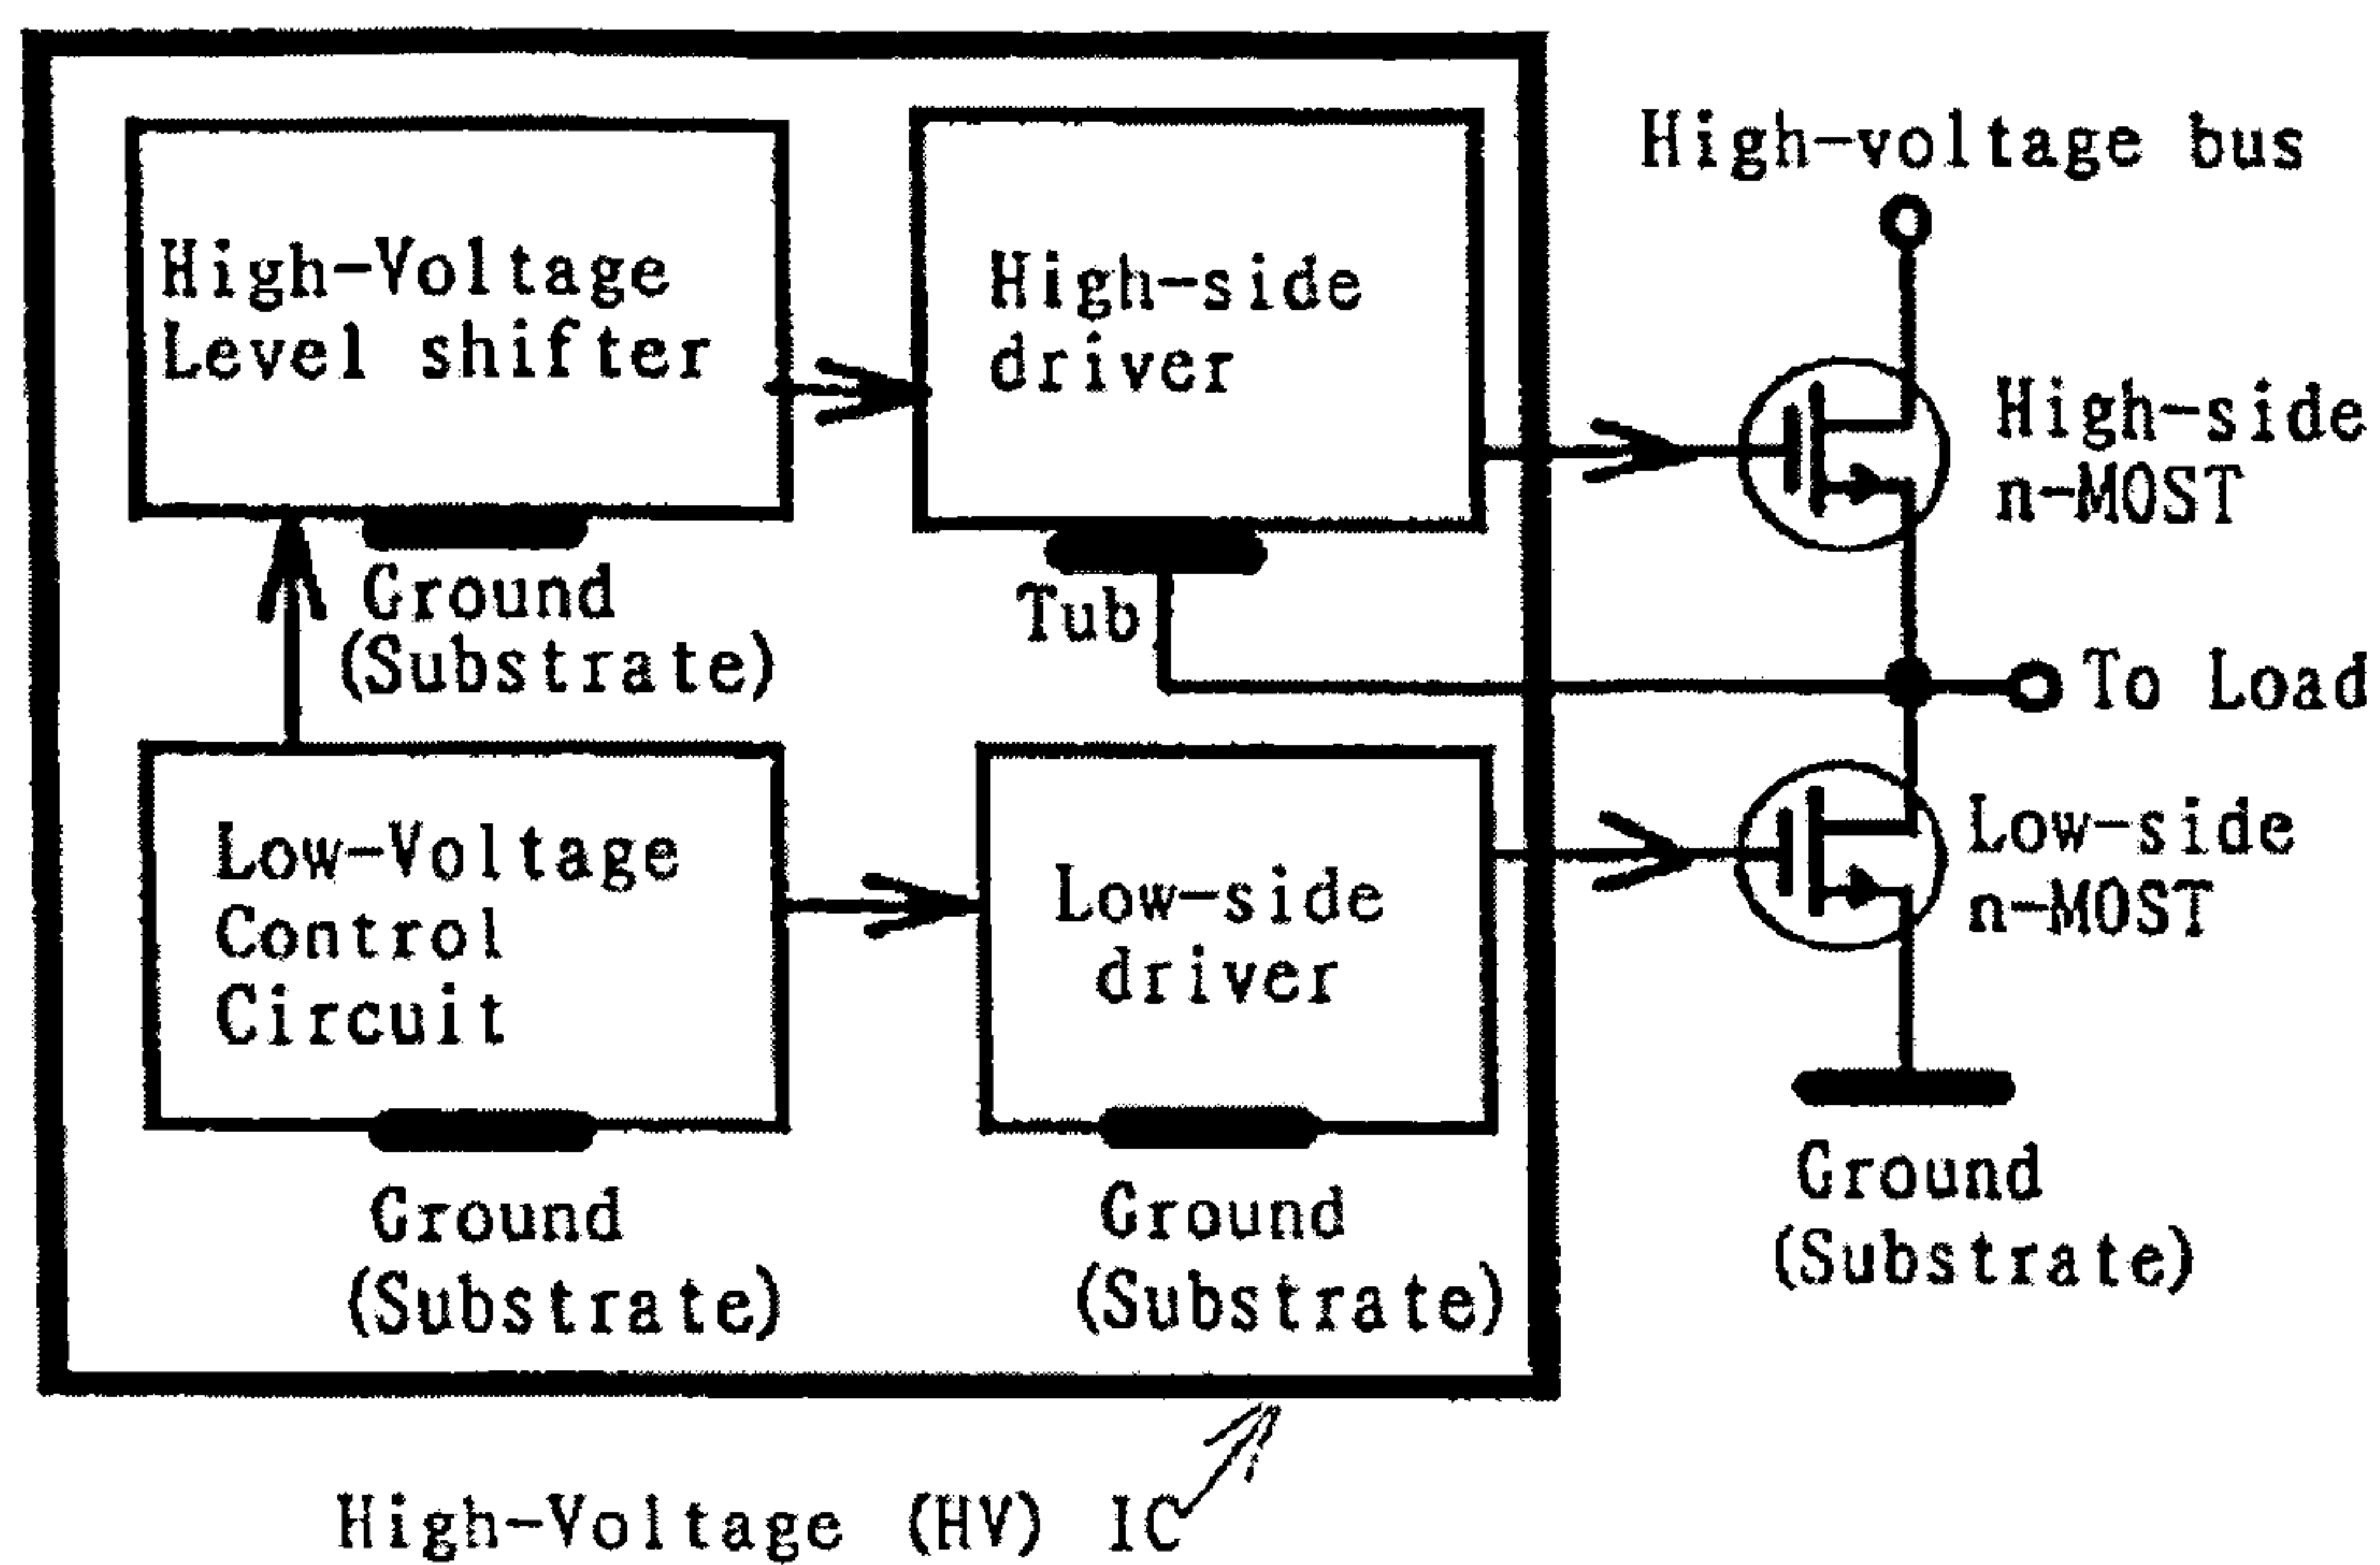 High-voltage bus
High-Voltage
Level shifter
High-side
driver
High-side
n-MOST
Ground
(Substrate)
Tub
To Load
Low-Voltage
Control
Circuit
Low-side
driver
Low-side
n-MOST
Ground
(Substrate)
Ground
(Substrate)
Ground
(Substrate)
High-Voltage (HV) IC